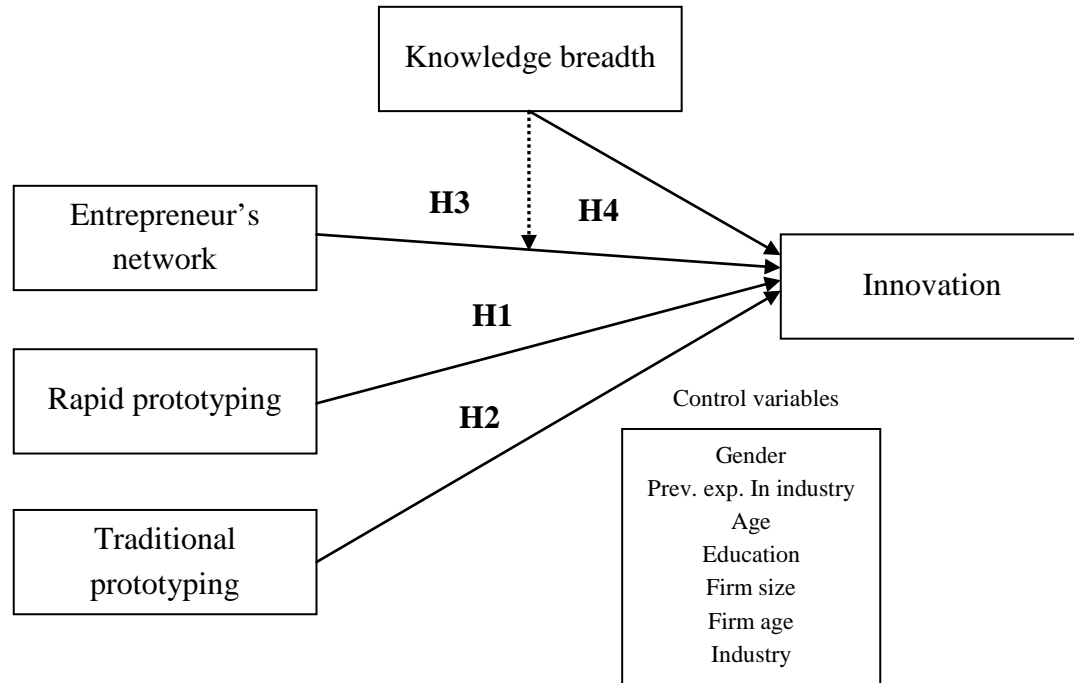 Knowledge breadth
H3
H4
Entrepreneur’s
network
Innovation
H1
Rapid prototyping
Control variables
H2
Gender
Prev. exp. In industry
Age
Education
Firm size
Firm age
Industry
Traditional
prototyping